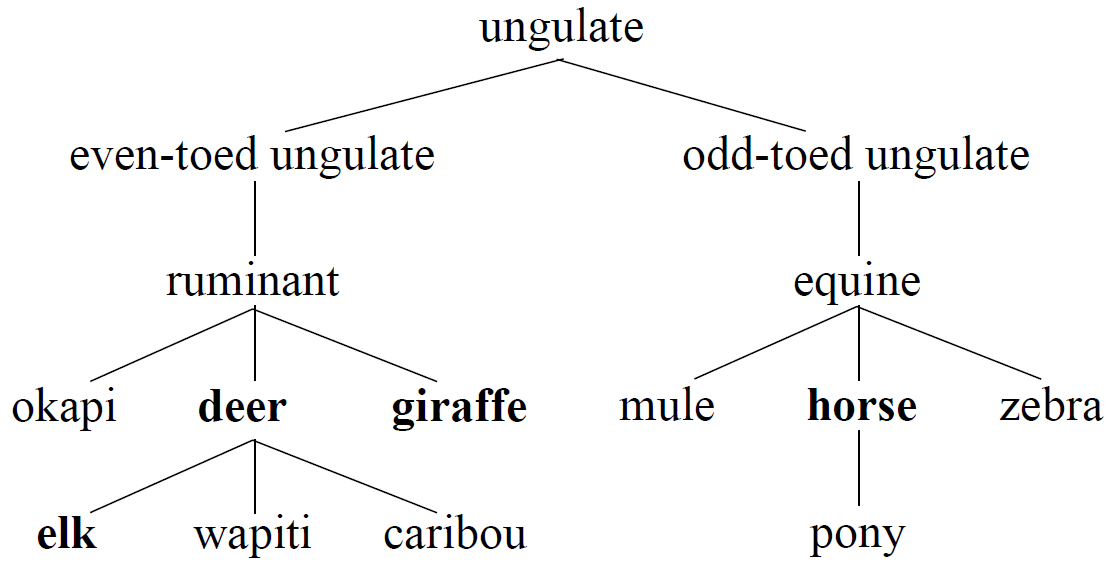 ungulate
even-toed ungulate odd-toed ungulate
ruminant equine
okapi deer giraffe mule horse zebra
elk wapiti caribou pony